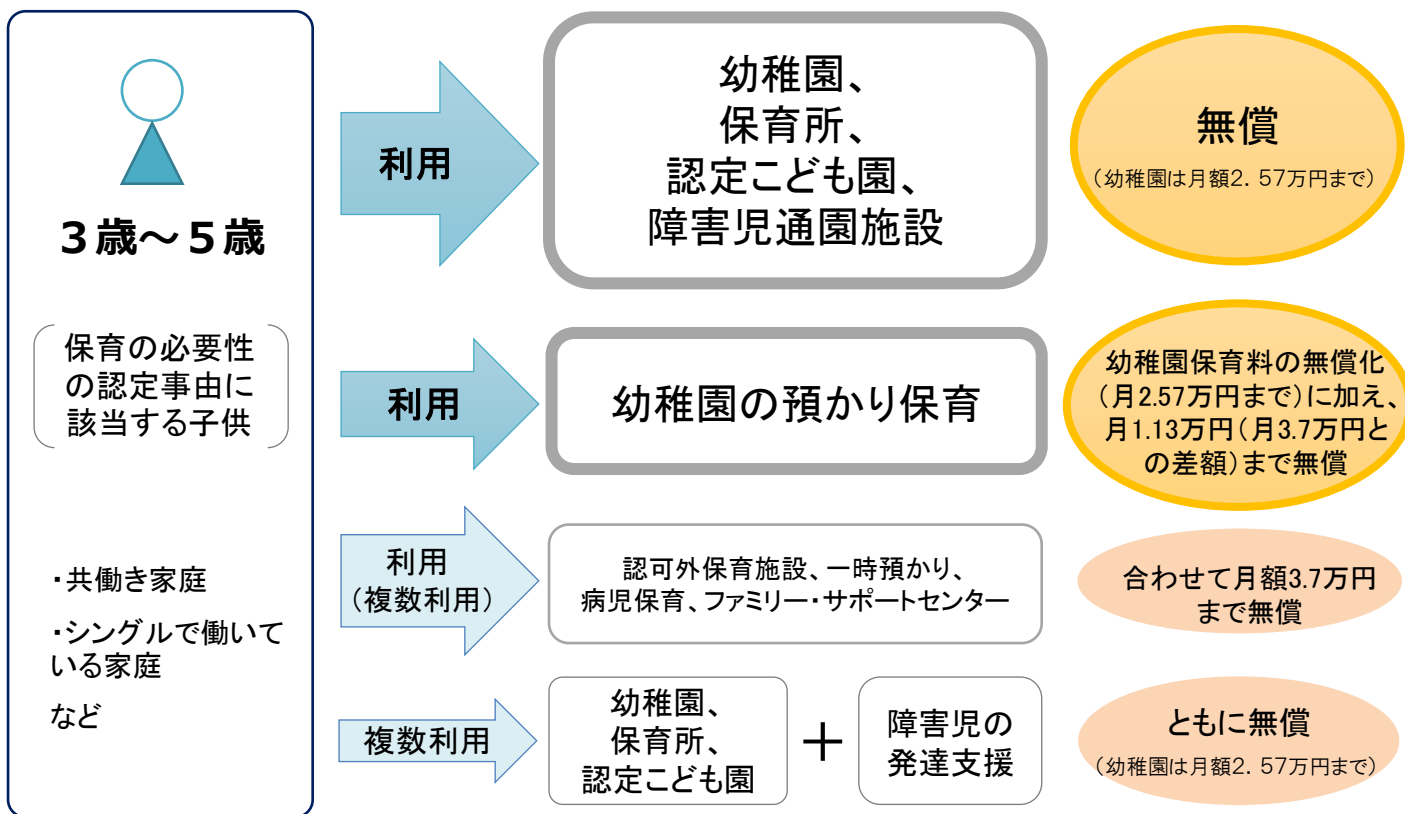 3歳～5歳
保育の必要性
の認定事由に
該当する子供
・共働き家庭
・シングルで働いて
いる家庭
など
利用
幼稚園、
保育所、
認定こども園、
障害児通園施設
無償
（幼稚園は月額2．57万円まで）
利用
幼稚園の預かり保育
幼稚園保育料の無償化
（月2.57万円まで）に加え、
月1.13万円（月3.7万円と
の差額）まで無償
利用
（複数利用）
認可外保育施設、一時預かり、
病児保育、ファミリー・サポートセンター
合わせて月額3.7万円
まで無償
複数利用
幼稚園、
保育所、
認定こども園
＋
障害児の
発達支援
ともに無償
（幼稚園は月額2．57万円まで）